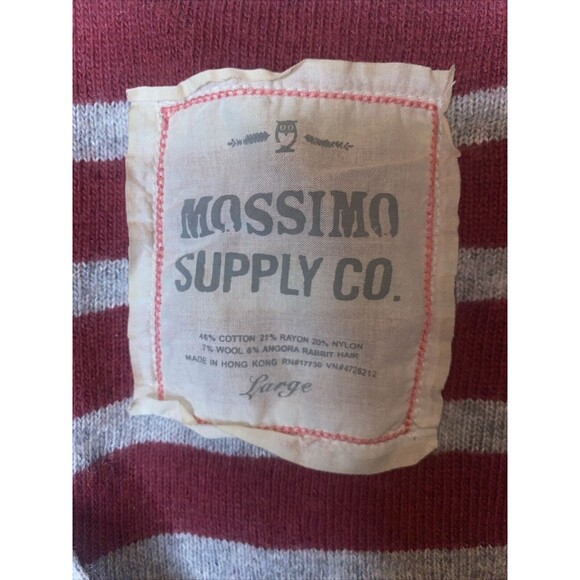 MOSSIMO
SUPPLY CO.
46% COTTON 21% RAYON 20% NYLON
7% WOOL 6% ANGORA RABBIT HAIR
MADE IN HONG KONG RN#17730 VN#4728212
Large